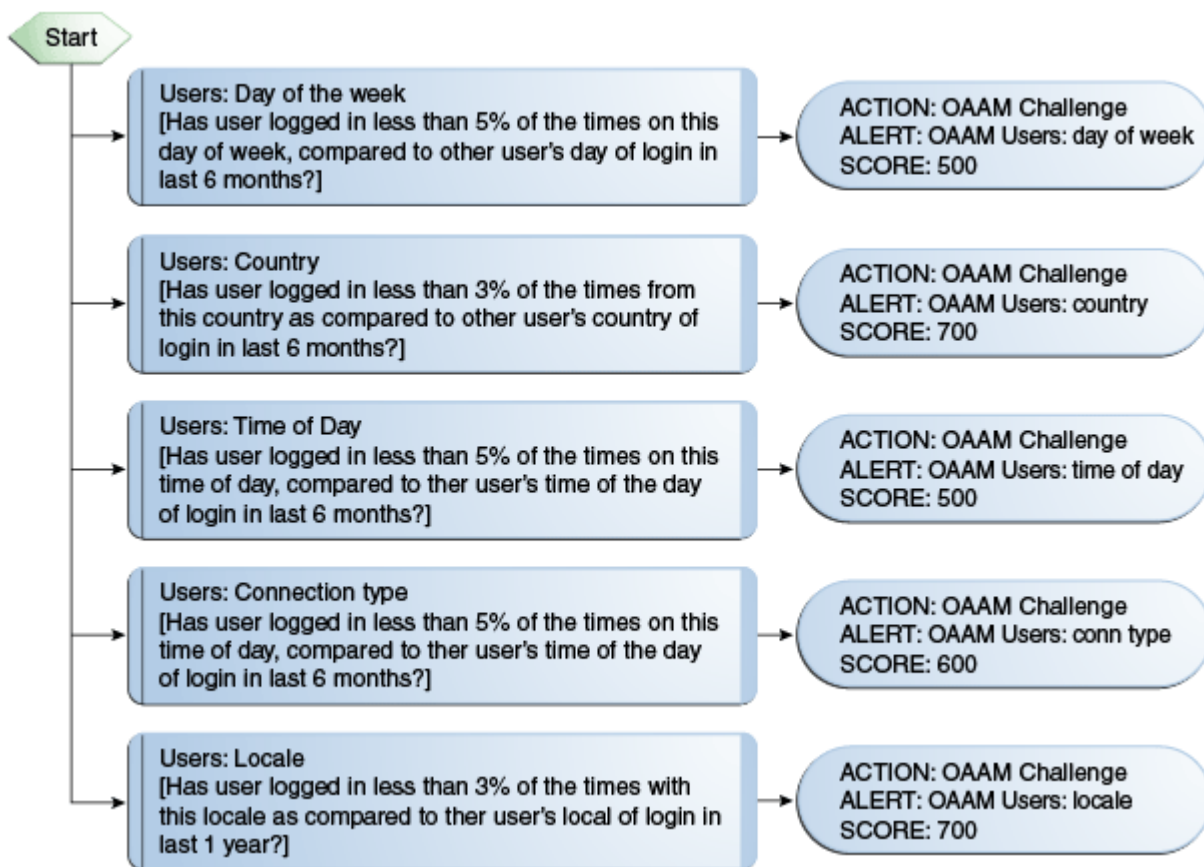 Start
Users: Day of the week
[Has user logged in less than 5% of the times on this
day of week, compared to other user's day of login in
last 6 months?]
ACTION: OAAM Challenge
ALERT: OAAM Users: day of week
SCORE: 500
Users: Country
[Has user logged in less than 3% of the times from
this country as compared to other user's country of
login in last 6 months?]
ACTION: OAAM Challenge
ALERT: OAAM Users: country
SCORE: 700
Users: Time of Day
[Has user logged in less than 5% of the times on this
time of day, compared to ther user's time of the day
of login in last 6 months?]
ACTION: OAAM Challenge
ALERT: OAAM Users: time of day
SCORE: 500
Users: Connection type
[Has user logged in less than 5% of the times on this
time of day, compared to ther user's time of the day
of login in last 6 months?]
ACTION: OAAM Challenge
ALERT: OAAM Users: conn type
SCORE: 600
Users: Locale
[Has user logged in less than 3% of the times with
this locale as compared to ther user's local of login in
last 1 year?]
ACTION: OAAM Challenge
ALERT: OAAM Users: locale
SCORE: 700